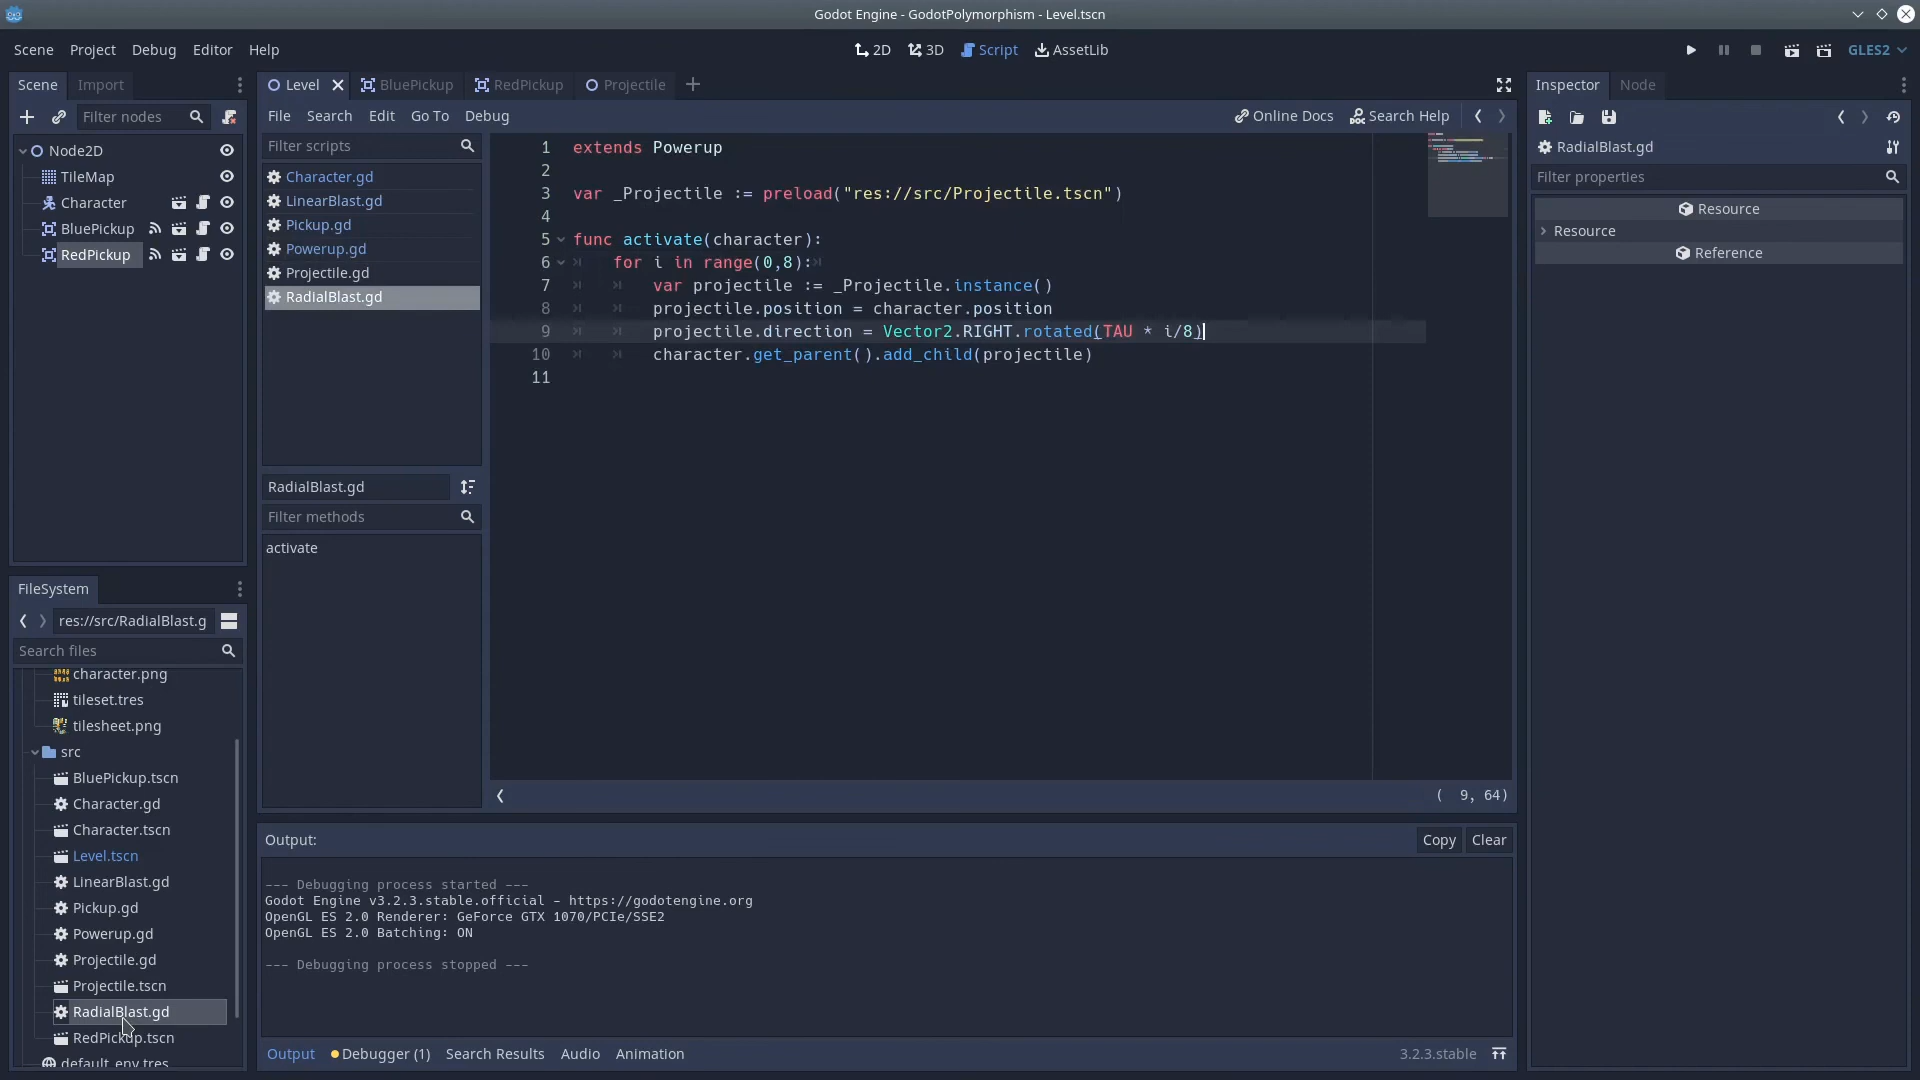 Godot Engine - GodotPolymorphism - Level.tscn
Scene Project Debug Editor Help
2D 3D Script AssetLib
GLES2
Scene Import
Filter nodes
Node2D
TileMap
Character
BluePickup
RedPickup
Level BluePickup RedPickup Projectile
File Search Edit Go To Debug
Online Docs Search Help
Filter scripts
Character.gd
LinearBlast.gd
Pickup.gd
Powerup.gd
Projectile.gd
RadialBlast.gd
RadialBlast.gd
Filter methods
activate
1 extends Powerup
2
3 var _Projectile := preload("res://src/Projectile.tscn")
4
5 func activate(character):
6 for i in range(0,8):
7 var projectile := _Projectile.instance()
8 projectile.position = character.position
9 projectile.direction = Vector2.RIGHT.rotated(TAU * i/8)
10 character.get_parent().add_child(projectile)
11
( 9, 64)
Inspector Node
RadialBlast.gd
Filter properties
Resource
Resource
Reference
FileSystem
res://src/RadialBlast.g
Search files
character.png
tileset.tres
tilesheet.png
src
BluePickup.tscn
Character.gd
Character.tscn
Level.tscn
LinearBlast.gd
Pickup.gd
Powerup.gd
Projectile.gd
Projectile.tscn
RadialBlast.gd
RedPickup.tscn
default_env.tres
Output:
Copy Clear
--- Debugging process started ---
Godot Engine v3.2.3.stable.official - https://godotengine.org
OpenGL ES 2.0 Renderer: GeForce GTX 1070/PCIe/SSE2
OpenGL ES 2.0 Batching: ON
--- Debugging process stopped ---
Output Debugger (1) Search Results Audio Animation
3.2.3.stable